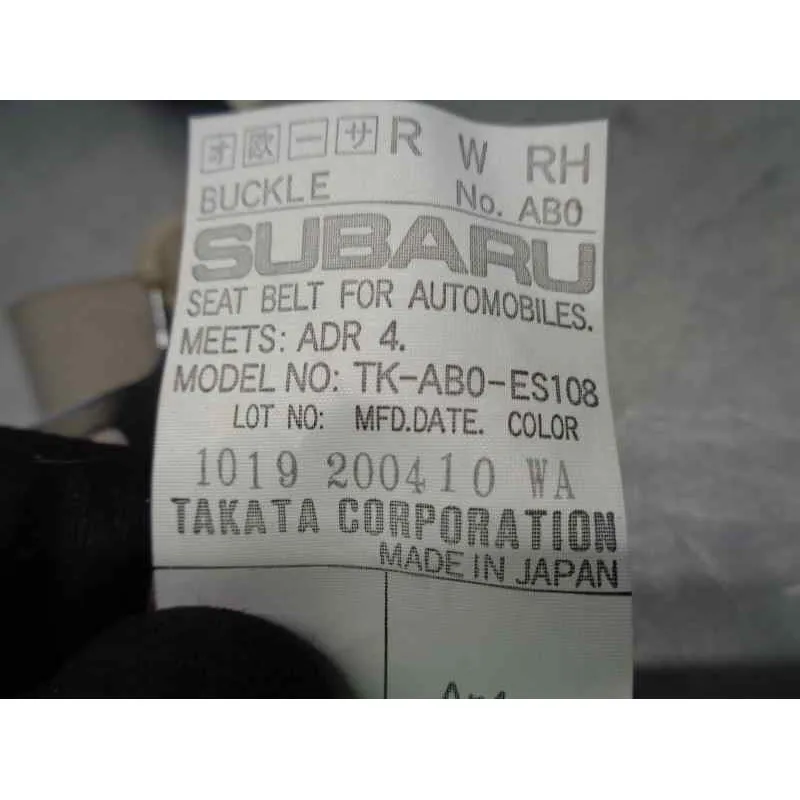 オ欧一サ R W RH
BUCKLE No. AB0
SUBARU
SEAT BELT FOR AUTOMOBILES.
MEETS: ADR 4.
MODEL NO: TK-AB0-ES108
LOT NO: MFD.DATE. COLOR
1019 200410 WA
TAKATA CORPORATION
MADE IN JAPAN